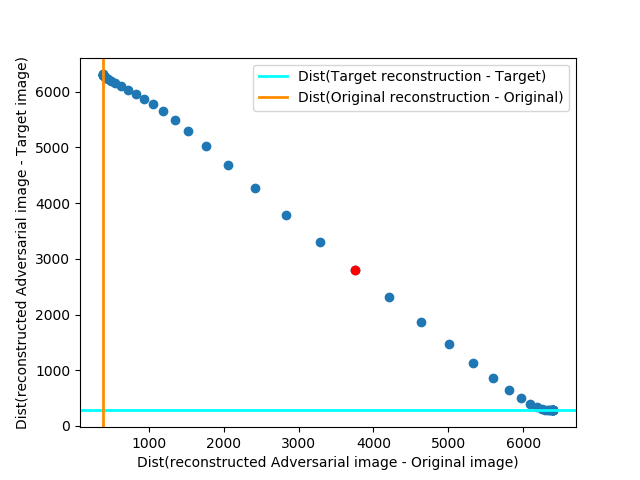 Dist(Target reconstruction - Target)
Dist(Original reconstruction - Original)
Dist(reconstructed Adversarial image - Target image)
6000
5000
4000
3000
2000
1000
0
1000 2000 3000 4000 5000 6000
Dist(reconstructed Adversarial image - Original image)